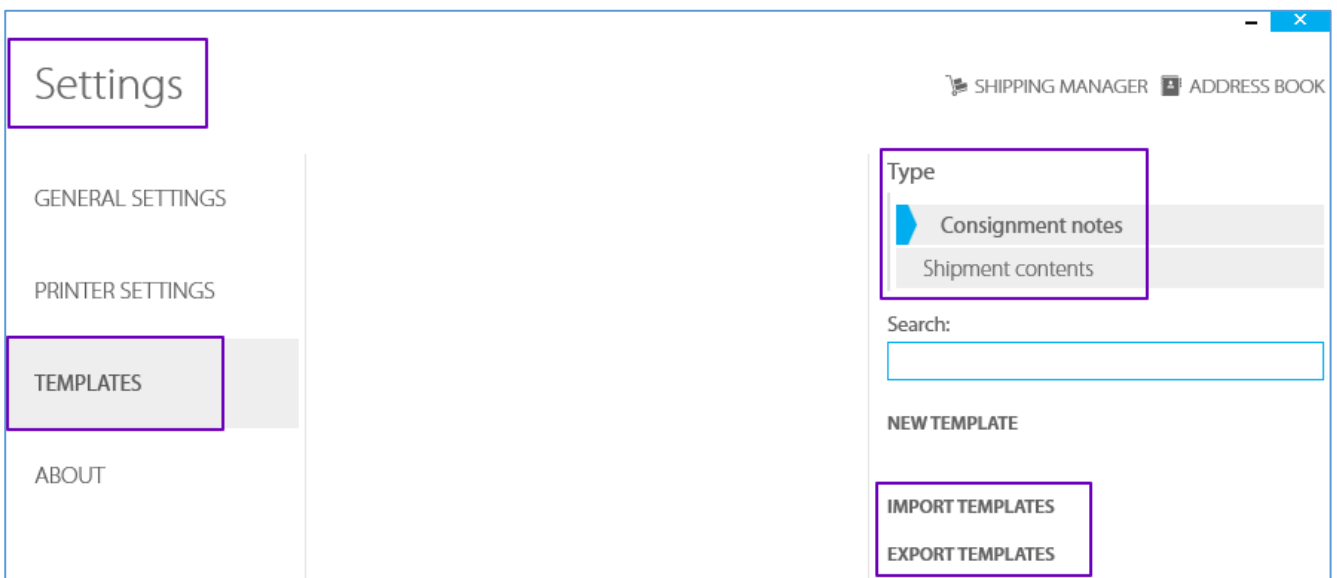 Settings
SHIPPING MANAGER ADDRESS BOOK
GENERAL SETTINGS
PRINTER SETTINGS
TEMPLATES
ABOUT
Type
Consignment notes
Shipment contents
Search:
NEW TEMPLATE
IMPORT TEMPLATES
EXPORT TEMPLATES